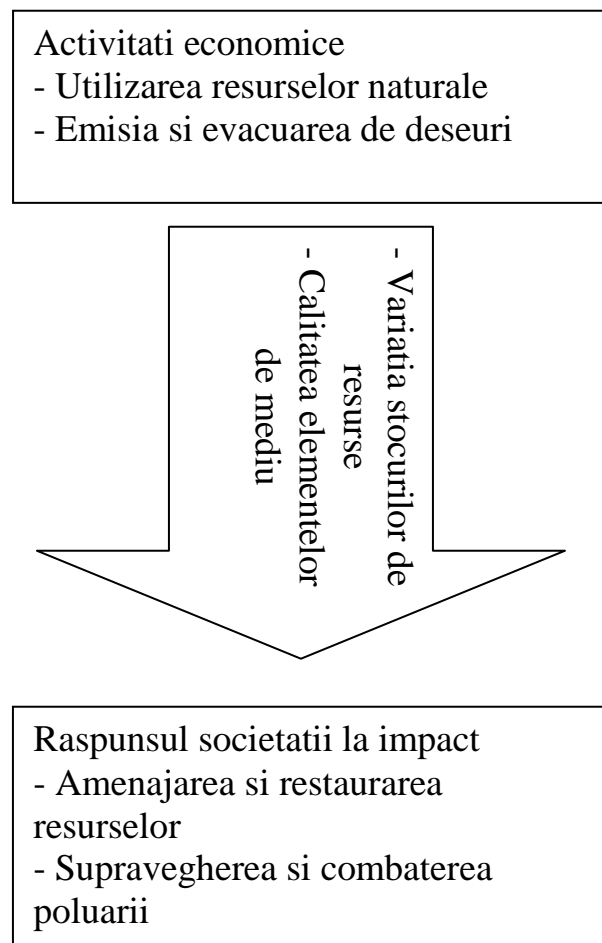 Activitati economice
- Utilizarea resurselor naturale
- Emisia si evacuarea de deseuri
- Variatia stocurilor de
resurse
- Calitatea elementelor
de mediu
Raspunsul societatii la impact
- Amenajarea si restaurarea
resurselor
- Supravegherea si combaterea
poluarii